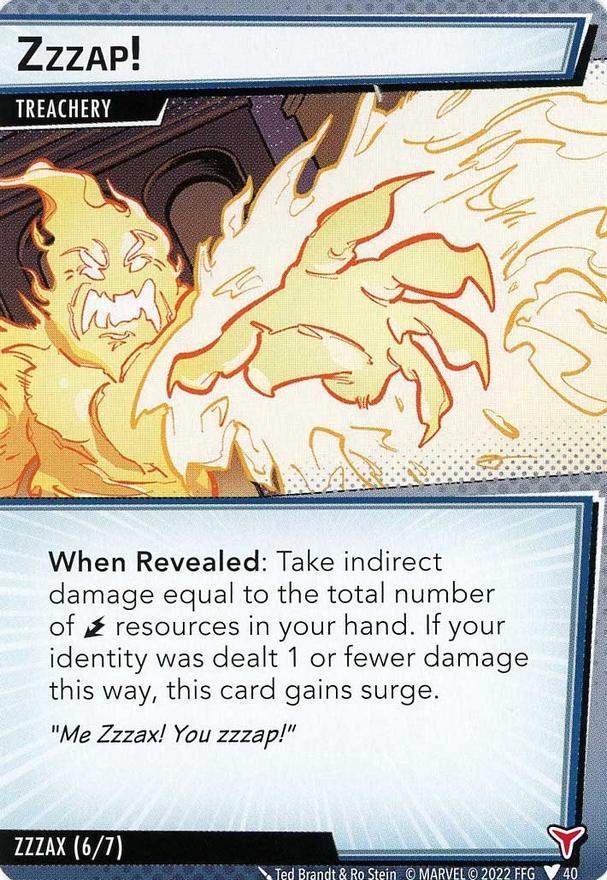 ZZZAP!
TREACHERY
When Revealed: Take indirect
damage equal to the total number
of resources in your hand. If your
identity was dealt 1 or fewer damage
this way, this card gains surge.
"Me Zzzax! You zzzap!"
ZZZAX (6/7)
Ted Brandt & Ro Stein © MARVEL © 2022 FFG 40